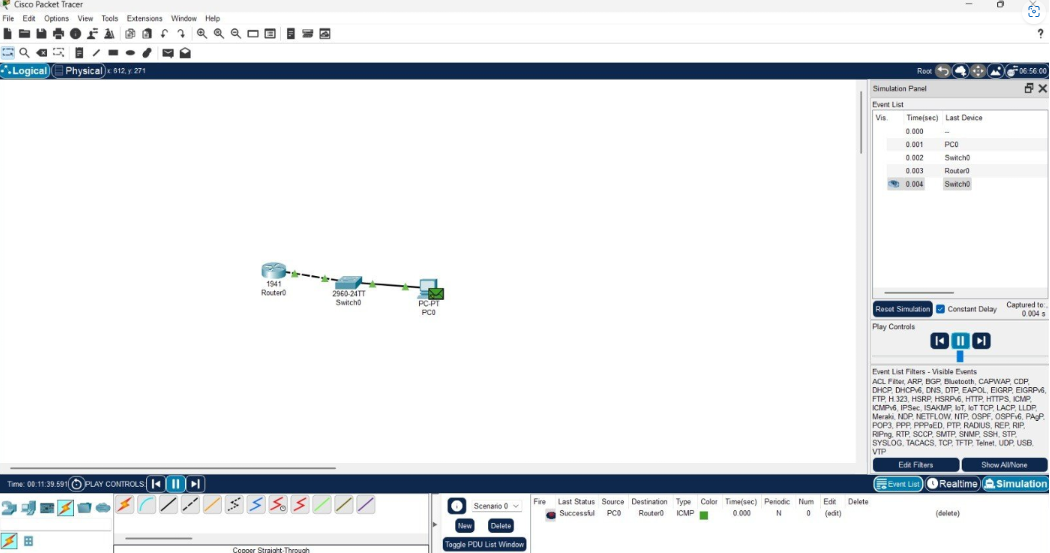 Cisco Packet Tracer
File Edit Options View Tools Extensions Window Help
?
Logical Physical x: 812, y: 271 Root 06:56:00
Simulation Panel
Event List
Vis. Time(sec) Last Device
0.000 --
0.001 PC0
0.002 Switch0
0.003 Router0
0.004 Switch0
1941
Router0
2960-24TT
Switch0
PC-PT
PC0
Reset Simulation Constant Delay Captured to:
0.004 s
Play Controls
Event List Filters - Visible Events
ACL Filter, ARP, BGP, Bluetooth, CAPWAP, CDP,
DHCP, DHCPv6, DNS, DTP, EAPOL, EIGRP, EIGRPv6,
FTP, H.323, HSRP, HSRPv6, HTTP, HTTPS, ICMP,
ICMPv6, IPSec, ISAKMP, IoT, IoT TCP, LACP, LLDP,
Meraki, NDP, NETFLOW, NTP, OSPF, OSPFv6, PAgP,
POP3, PPP, PPPoED, PTP, RADIUS, REP, RIP,
RIPng, RTP, SCCP, SMTP, SNMP, SSH, STP,
SYSLOG, TACACS, TCP, TFTP, Telnet, UDP, USB,
VTP
Edit Filters Show All/None
Time: 00:11:39.591 PLAY CONTROLS Event List Realtime Simulation
Scenario 0
New Delete
Toggle PDU List Window
Fire Last Status Source Destination Type Color Time(sec) Periodic Num Edit Delete
Successful PC0 Router0 ICMP 0.000 N 0 (edit) (delete)
Copper Straight-Through